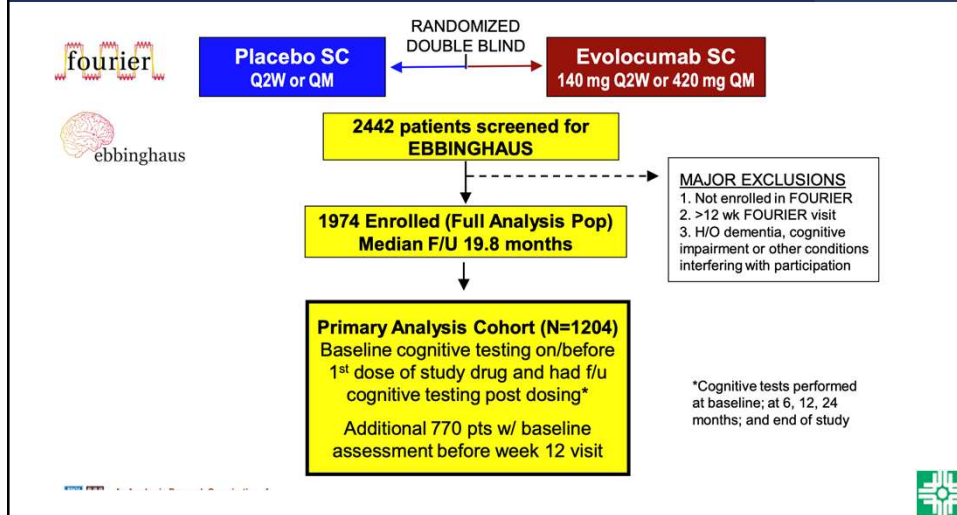 RANDOMIZED
DOUBLE BLIND
fourier
Placebo SC
Q2W or QM
Evolocumab SC
140 mg Q2W or 420 mg QM
ebbinghaus
2442 patients screened for
EBBINGHAUS
MAJOR EXCLUSIONS
1. Not enrolled in FOURIER
2. >12 wk FOURIER visit
3. H/O dementia, cognitive
impairment or other conditions
interfering with participation
1974 Enrolled (Full Analysis Pop)
Median F/U 19.8 months
Primary Analysis Cohort (N=1204)
Baseline cognitive testing on/before
1st dose of study drug and had f/u
cognitive testing post dosing*
Additional 770 pts w/ baseline
assessment before week 12 visit
*Cognitive tests performed
at baseline; at 6, 12, 24
months; and end of study